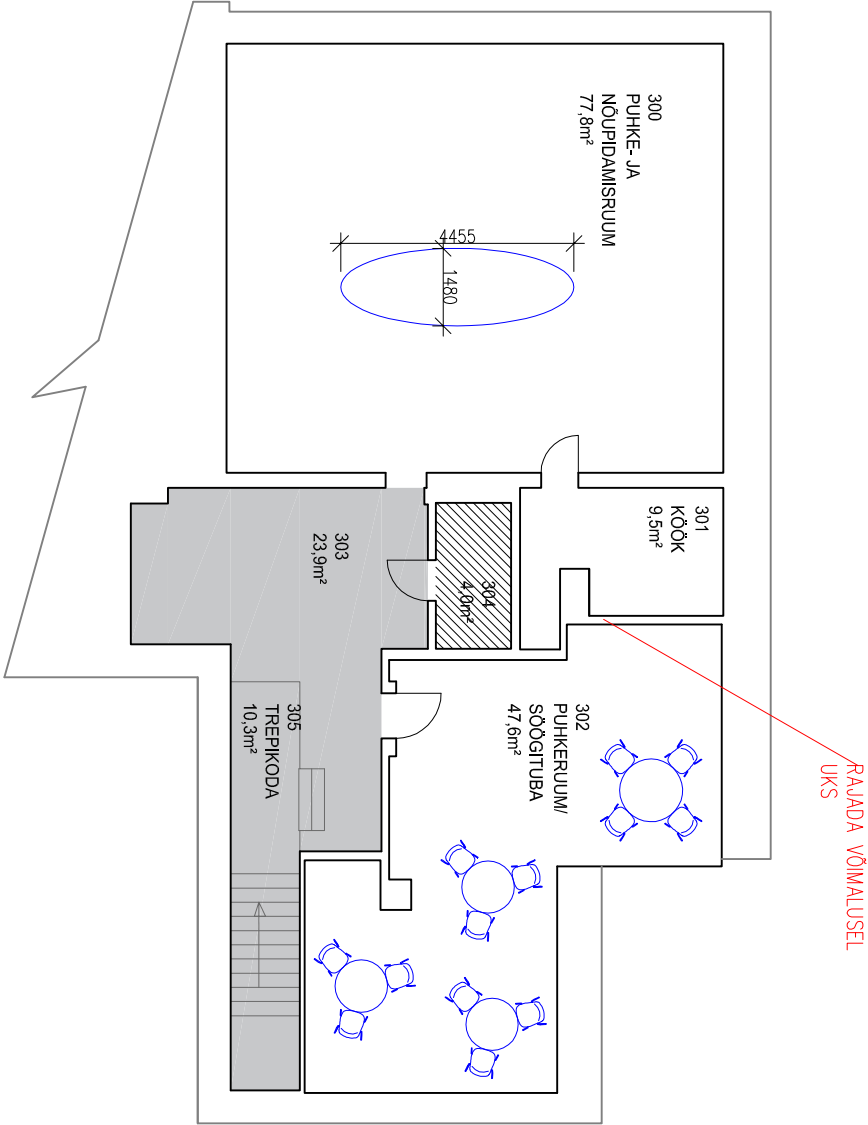 300
PUHKE- JA
NÕUPIDAMISRUUM
77,8m²
4455
1480
301
KÖÖK
9,5m²
303
23,9m²
304
4,0m²
302
PUHKERUUM/
SÖÖGITUBA
47,6m²
305
TREPIKODA
10,3m²
RAJADA VÕIMALUSEL
UKS